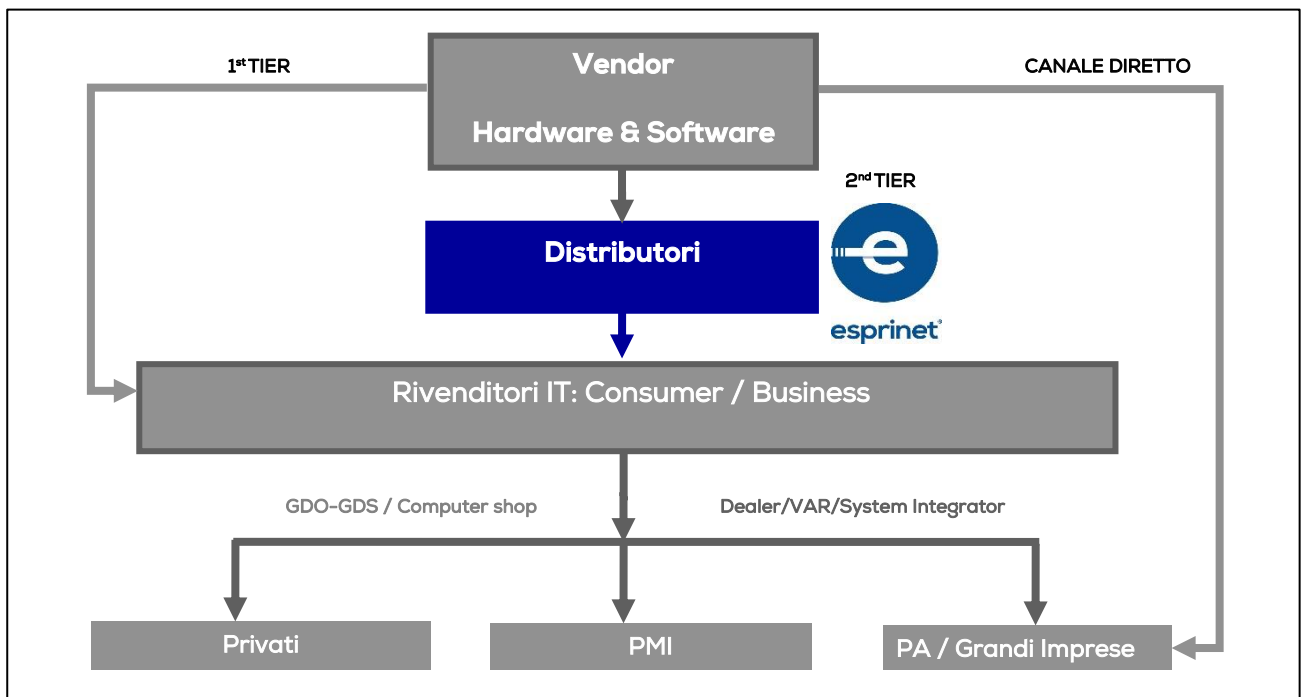 1st TIER
Vendor
CANALE DIRETTO
Hardware & Software
2nd TIER
Distributori
esprinet®
Rivenditori IT: Consumer / Business
GDO-GDS / Computer shop
Dealer/VAR/System Integrator
Privati
PMI
PA / Grandi Imprese